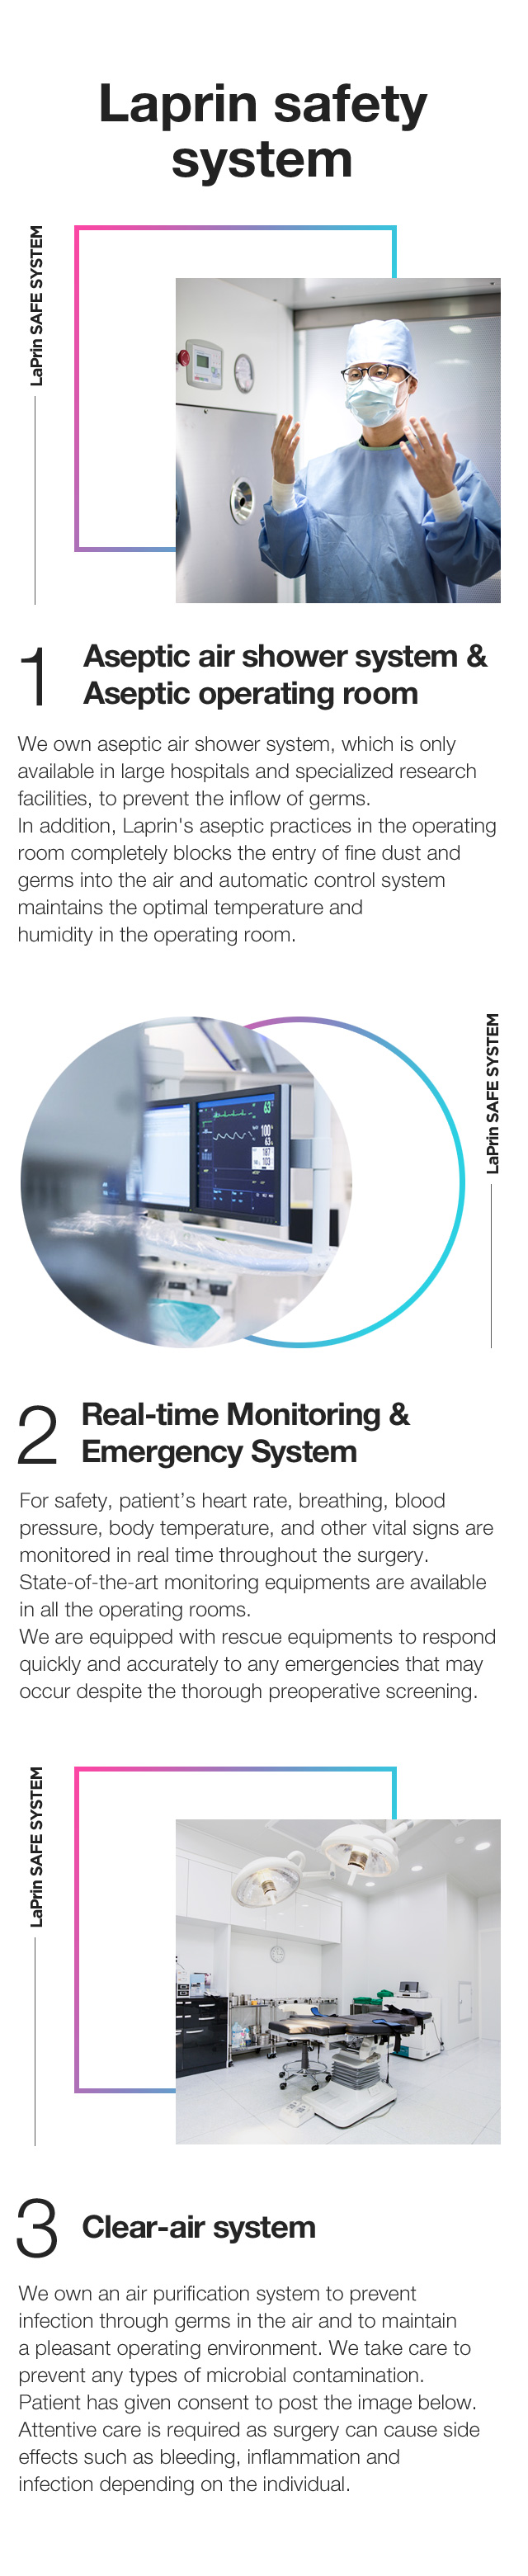 Laprin safety
system
LaPrin SAFE SYSTEM
1
Aseptic air shower system &
Aseptic operating room
We own aseptic air shower system, which is only
available in large hospitals and specialized research
facilities, to prevent the inflow of germs.
In addition, Laprin's aseptic practices in the operating
room completely blocks the entry of fine dust and
germs into the air and automatic control system
maintains the optimal temperature and
humidity in the operating room.
LaPrin SAFE SYSTEM
63
100
63
187
103
2
Real-time Monitoring &
Emergency System
For safety, patient’s heart rate, breathing, blood
pressure, body temperature, and other vital signs are
monitored in real time throughout the surgery.
State-of-the-art monitoring equipments are available
in all the operating rooms.
We are equipped with rescue equipments to respond
quickly and accurately to any emergencies that may
occur despite the thorough preoperative screening.
LaPrin SAFE SYSTEM
3
Clear-air system
We own an air purification system to prevent
infection through germs in the air and to maintain
a pleasant operating environment. We take care to
prevent any types of microbial contamination.
Patient has given consent to post the image below.
Attentive care is required as surgery can cause side
effects such as bleeding, inflammation and
infection depending on the individual.